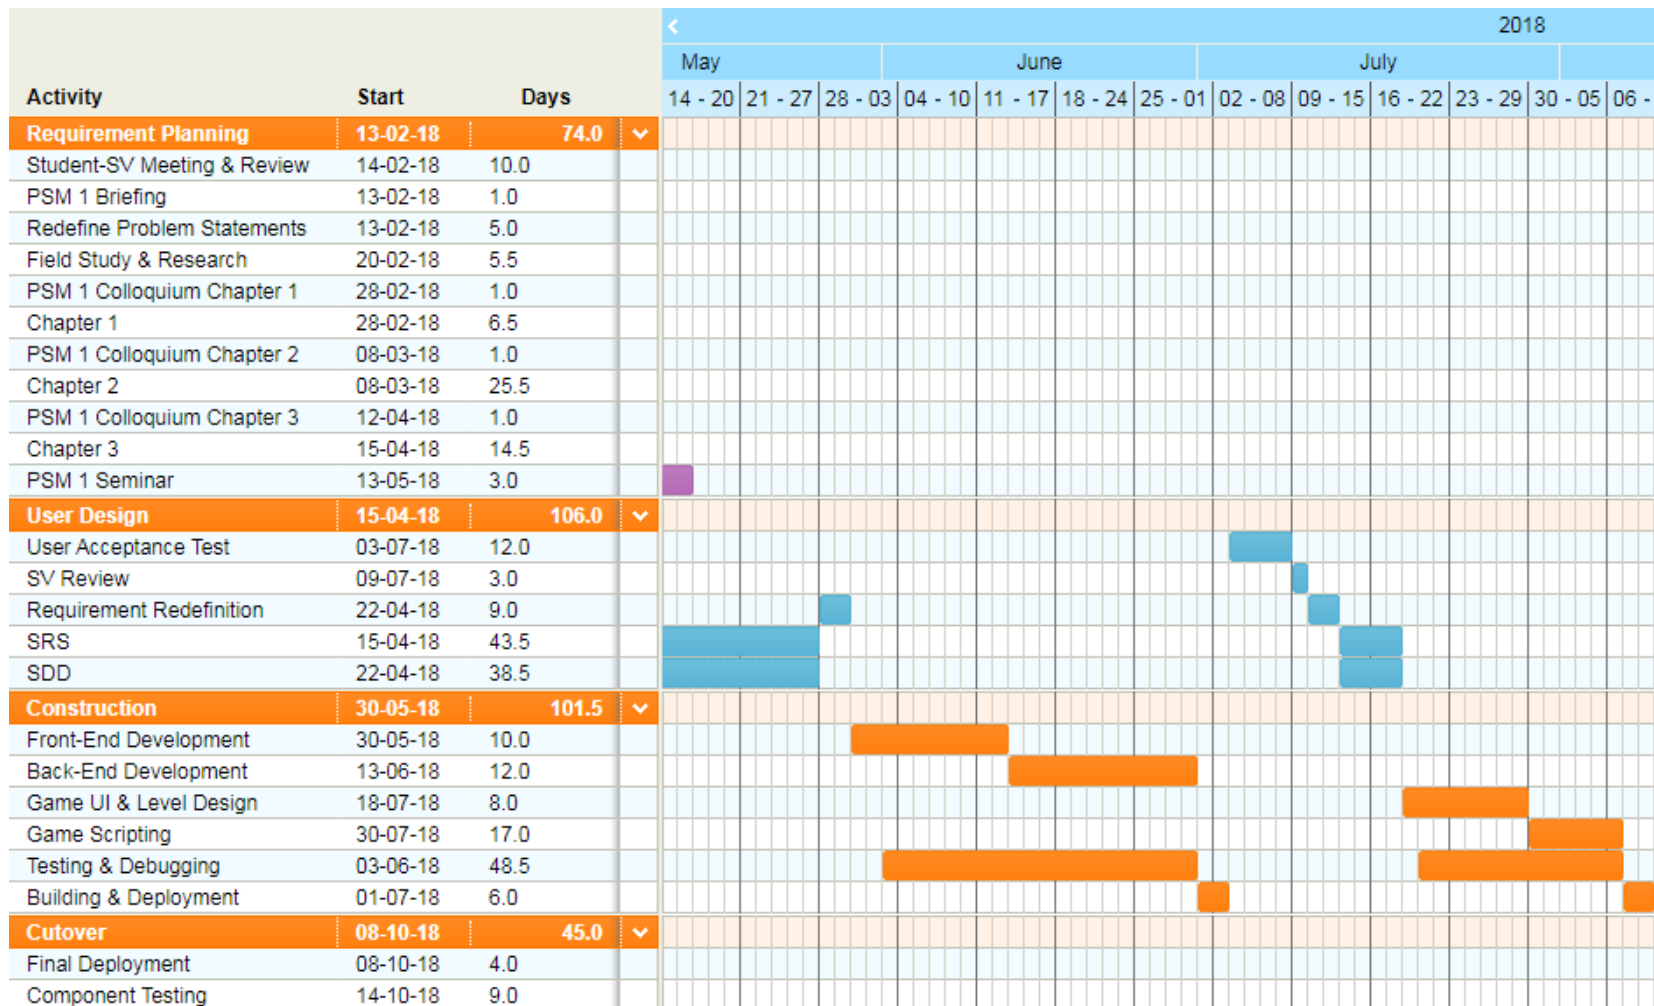 2018
May June July
Activity Start Days 14 - 20 21 - 27 28 - 03 04 - 10 11 - 17 18 - 24 25 - 01 02 - 08 09 - 15 16 - 22 23 - 29 30 - 05 06 -
Requirement Planning 13-02-18 74.0
Student-SV Meeting & Review 14-02-18 10.0
PSM 1 Briefing 13-02-18 1.0
Redefine Problem Statements 13-02-18 5.0
Field Study & Research 20-02-18 5.5
PSM 1 Colloquium Chapter 1 28-02-18 1.0
Chapter 1 28-02-18 6.5
PSM 1 Colloquium Chapter 2 08-03-18 1.0
Chapter 2 08-03-18 25.5
PSM 1 Colloquium Chapter 3 12-04-18 1.0
Chapter 3 15-04-18 14.5
PSM 1 Seminar 13-05-18 3.0
User Design 15-04-18 106.0
User Acceptance Test 03-07-18 12.0
SV Review 09-07-18 3.0
Requirement Redefinition 22-04-18 9.0
SRS 15-04-18 43.5
SDD 22-04-18 38.5
Construction 30-05-18 101.5
Front-End Development 30-05-18 10.0
Back-End Development 13-06-18 12.0
Game UI & Level Design 18-07-18 8.0
Game Scripting 30-07-18 17.0
Testing & Debugging 03-06-18 48.5
Building & Deployment 01-07-18 6.0
Cutover 08-10-18 45.0
Final Deployment 08-10-18 4.0
Component Testing 14-10-18 9.0